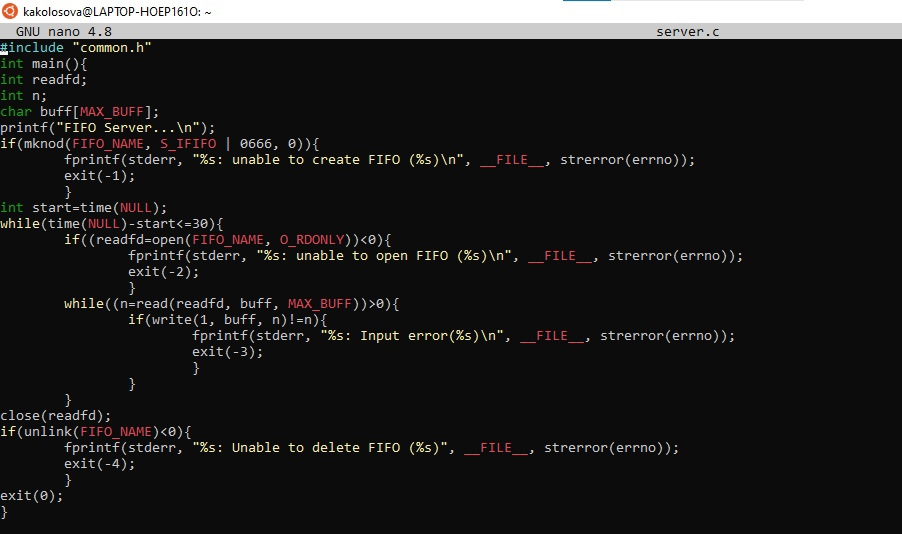 kakolosova@LAPTOP-HOEP161O: ~
GNU nano 4.8 server.c
#include "common.h"
int main(){
int readfd;
int n;
char buff[MAX_BUFF];
printf("FIFO Server...\n");
if(mknod(FIFO_NAME, S_IFIFO | 0666, 0)){
        fprintf(stderr, "%s: unable to create FIFO (%s)\n", __FILE__, strerror(errno));
        exit(-1);
        }
int start=time(NULL);
while(time(NULL)-start<=30){
        if((readfd=open(FIFO_NAME, O_RDONLY))<0){
                fprintf(stderr, "%s: unable to open FIFO (%s)\n", __FILE__, strerror(errno));
                exit(-2);
                }
        while((n=read(readfd, buff, MAX_BUFF))>0){
                if(write(1, buff, n)!=n){
                        fprintf(stderr, "%s: Input error(%s)\n", __FILE__, strerror(errno));
                        exit(-3);
                        }
                }
        }
close(readfd);
if(unlink(FIFO_NAME)<0){
        fprintf(stderr, "%s: Unable to delete FIFO (%s)", __FILE__, strerror(errno));
        exit(-4);
        }
exit(0);
}